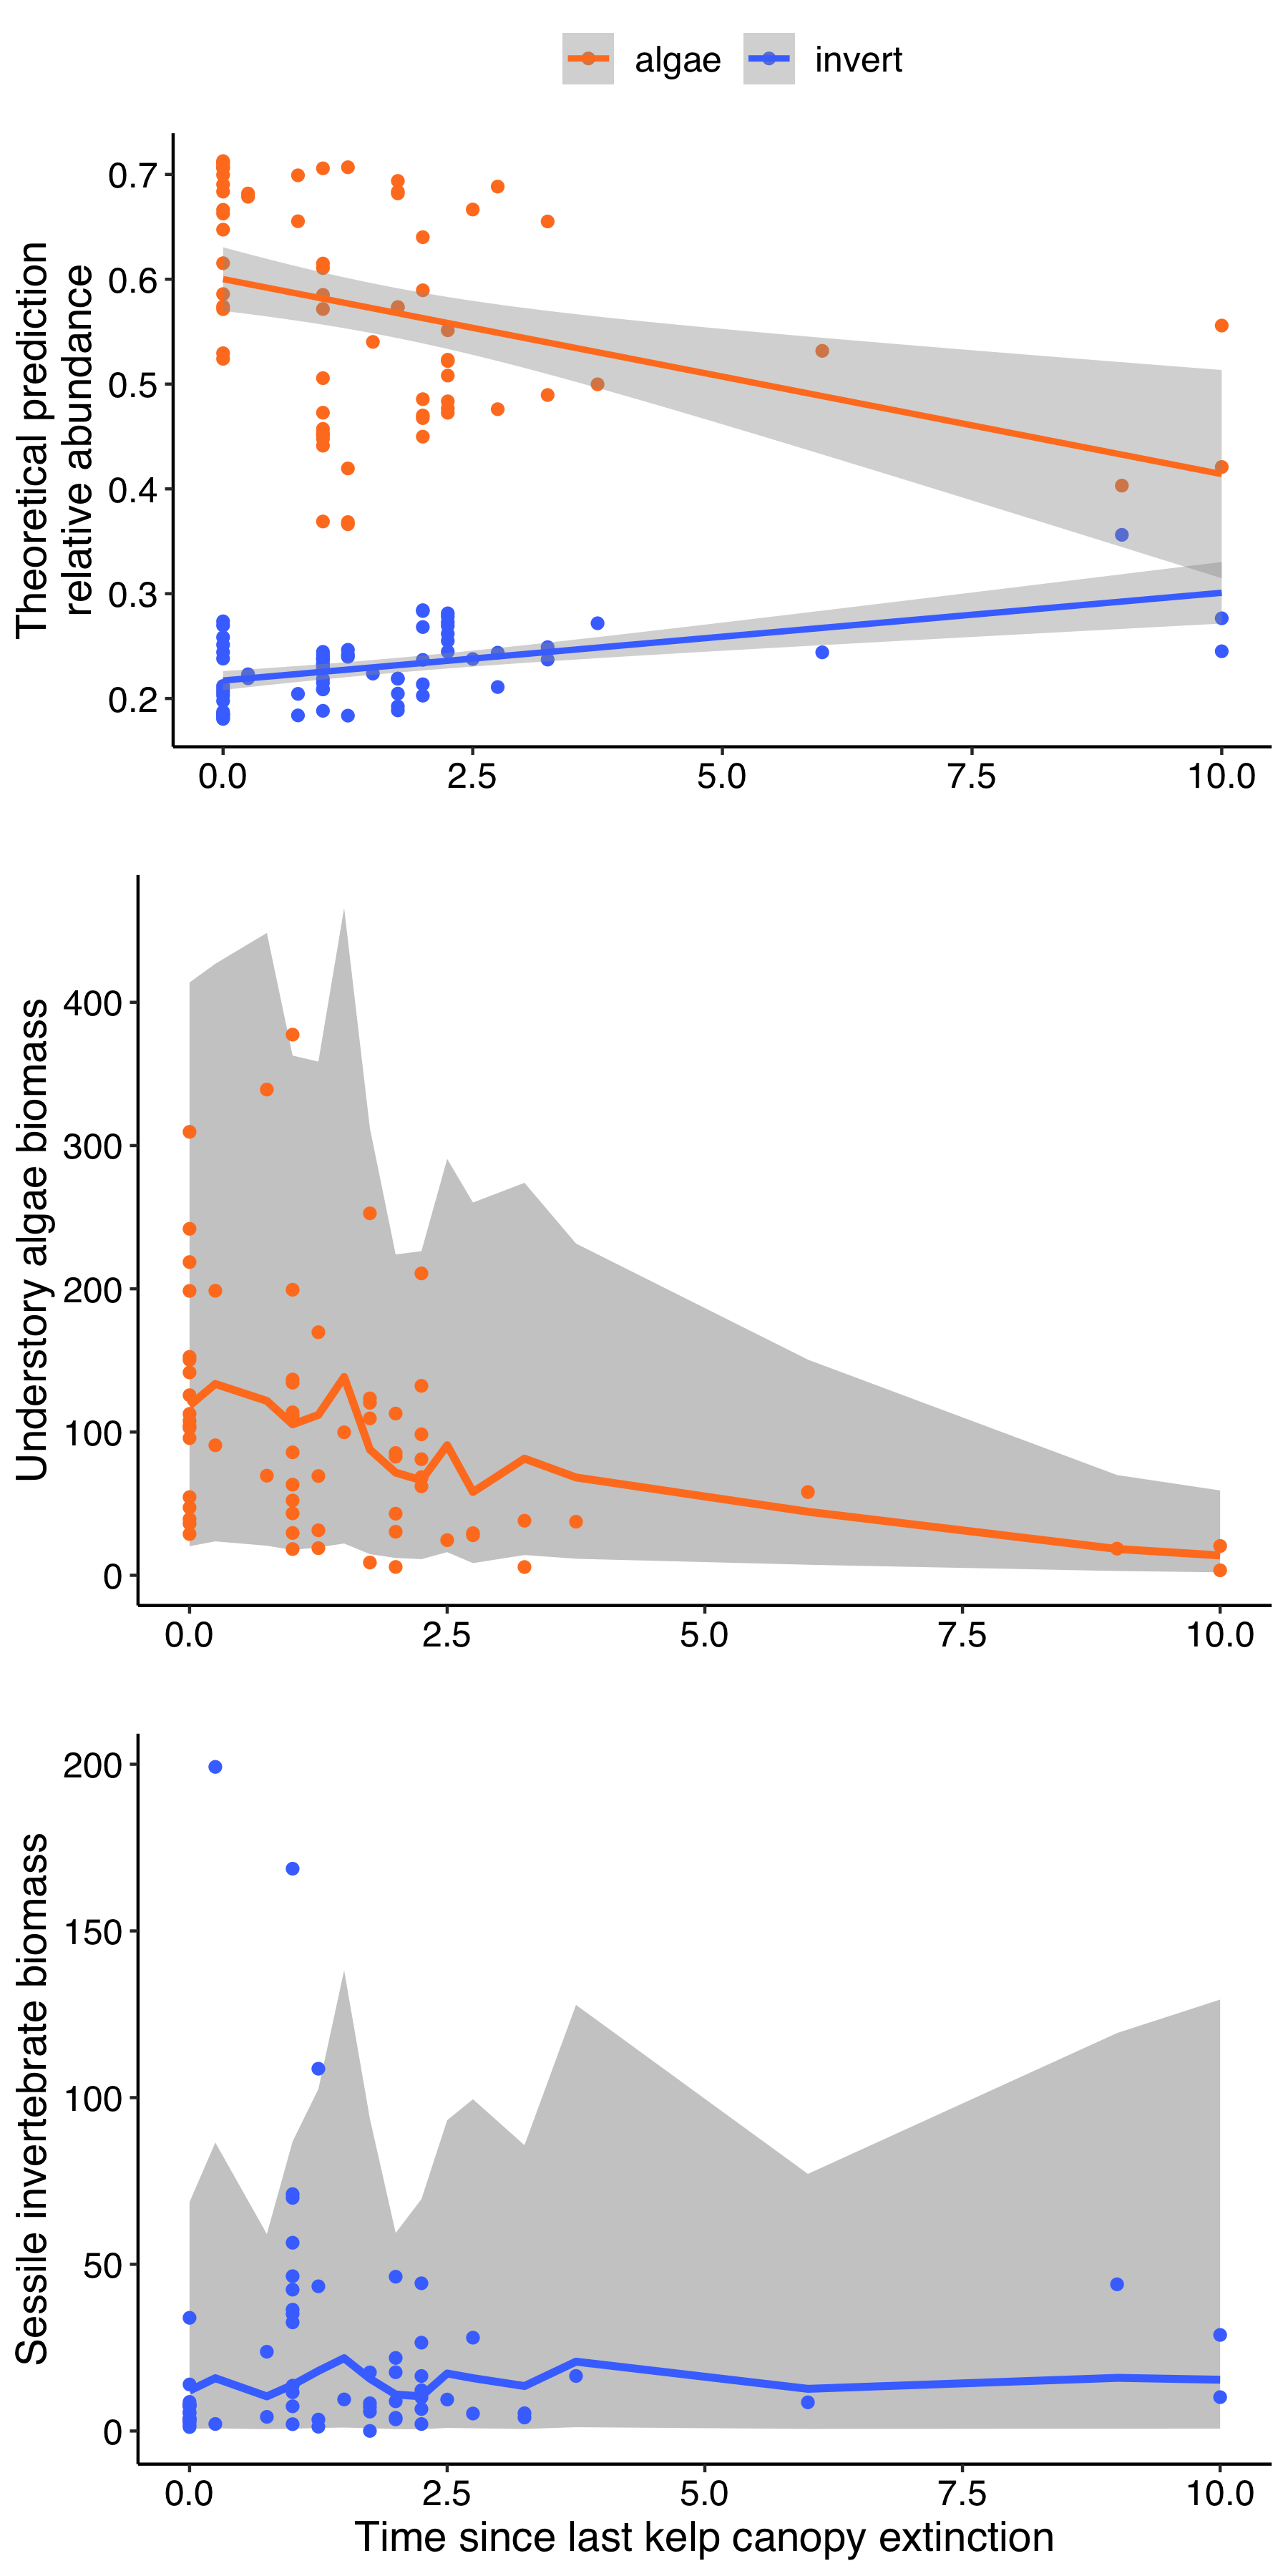 algae invert
Theoretical prediction
relative abundance
0.7
0.6
0.5
0.4
0.3
0.2
0.0 2.5 5.0 7.5 10.0
Understory algae biomass
400
300
200
100
0
0.0 2.5 5.0 7.5 10.0
Sessile invertebrate biomass
200
150
100
50
0
0.0 2.5 5.0 7.5 10.0
Time since last kelp canopy extinction